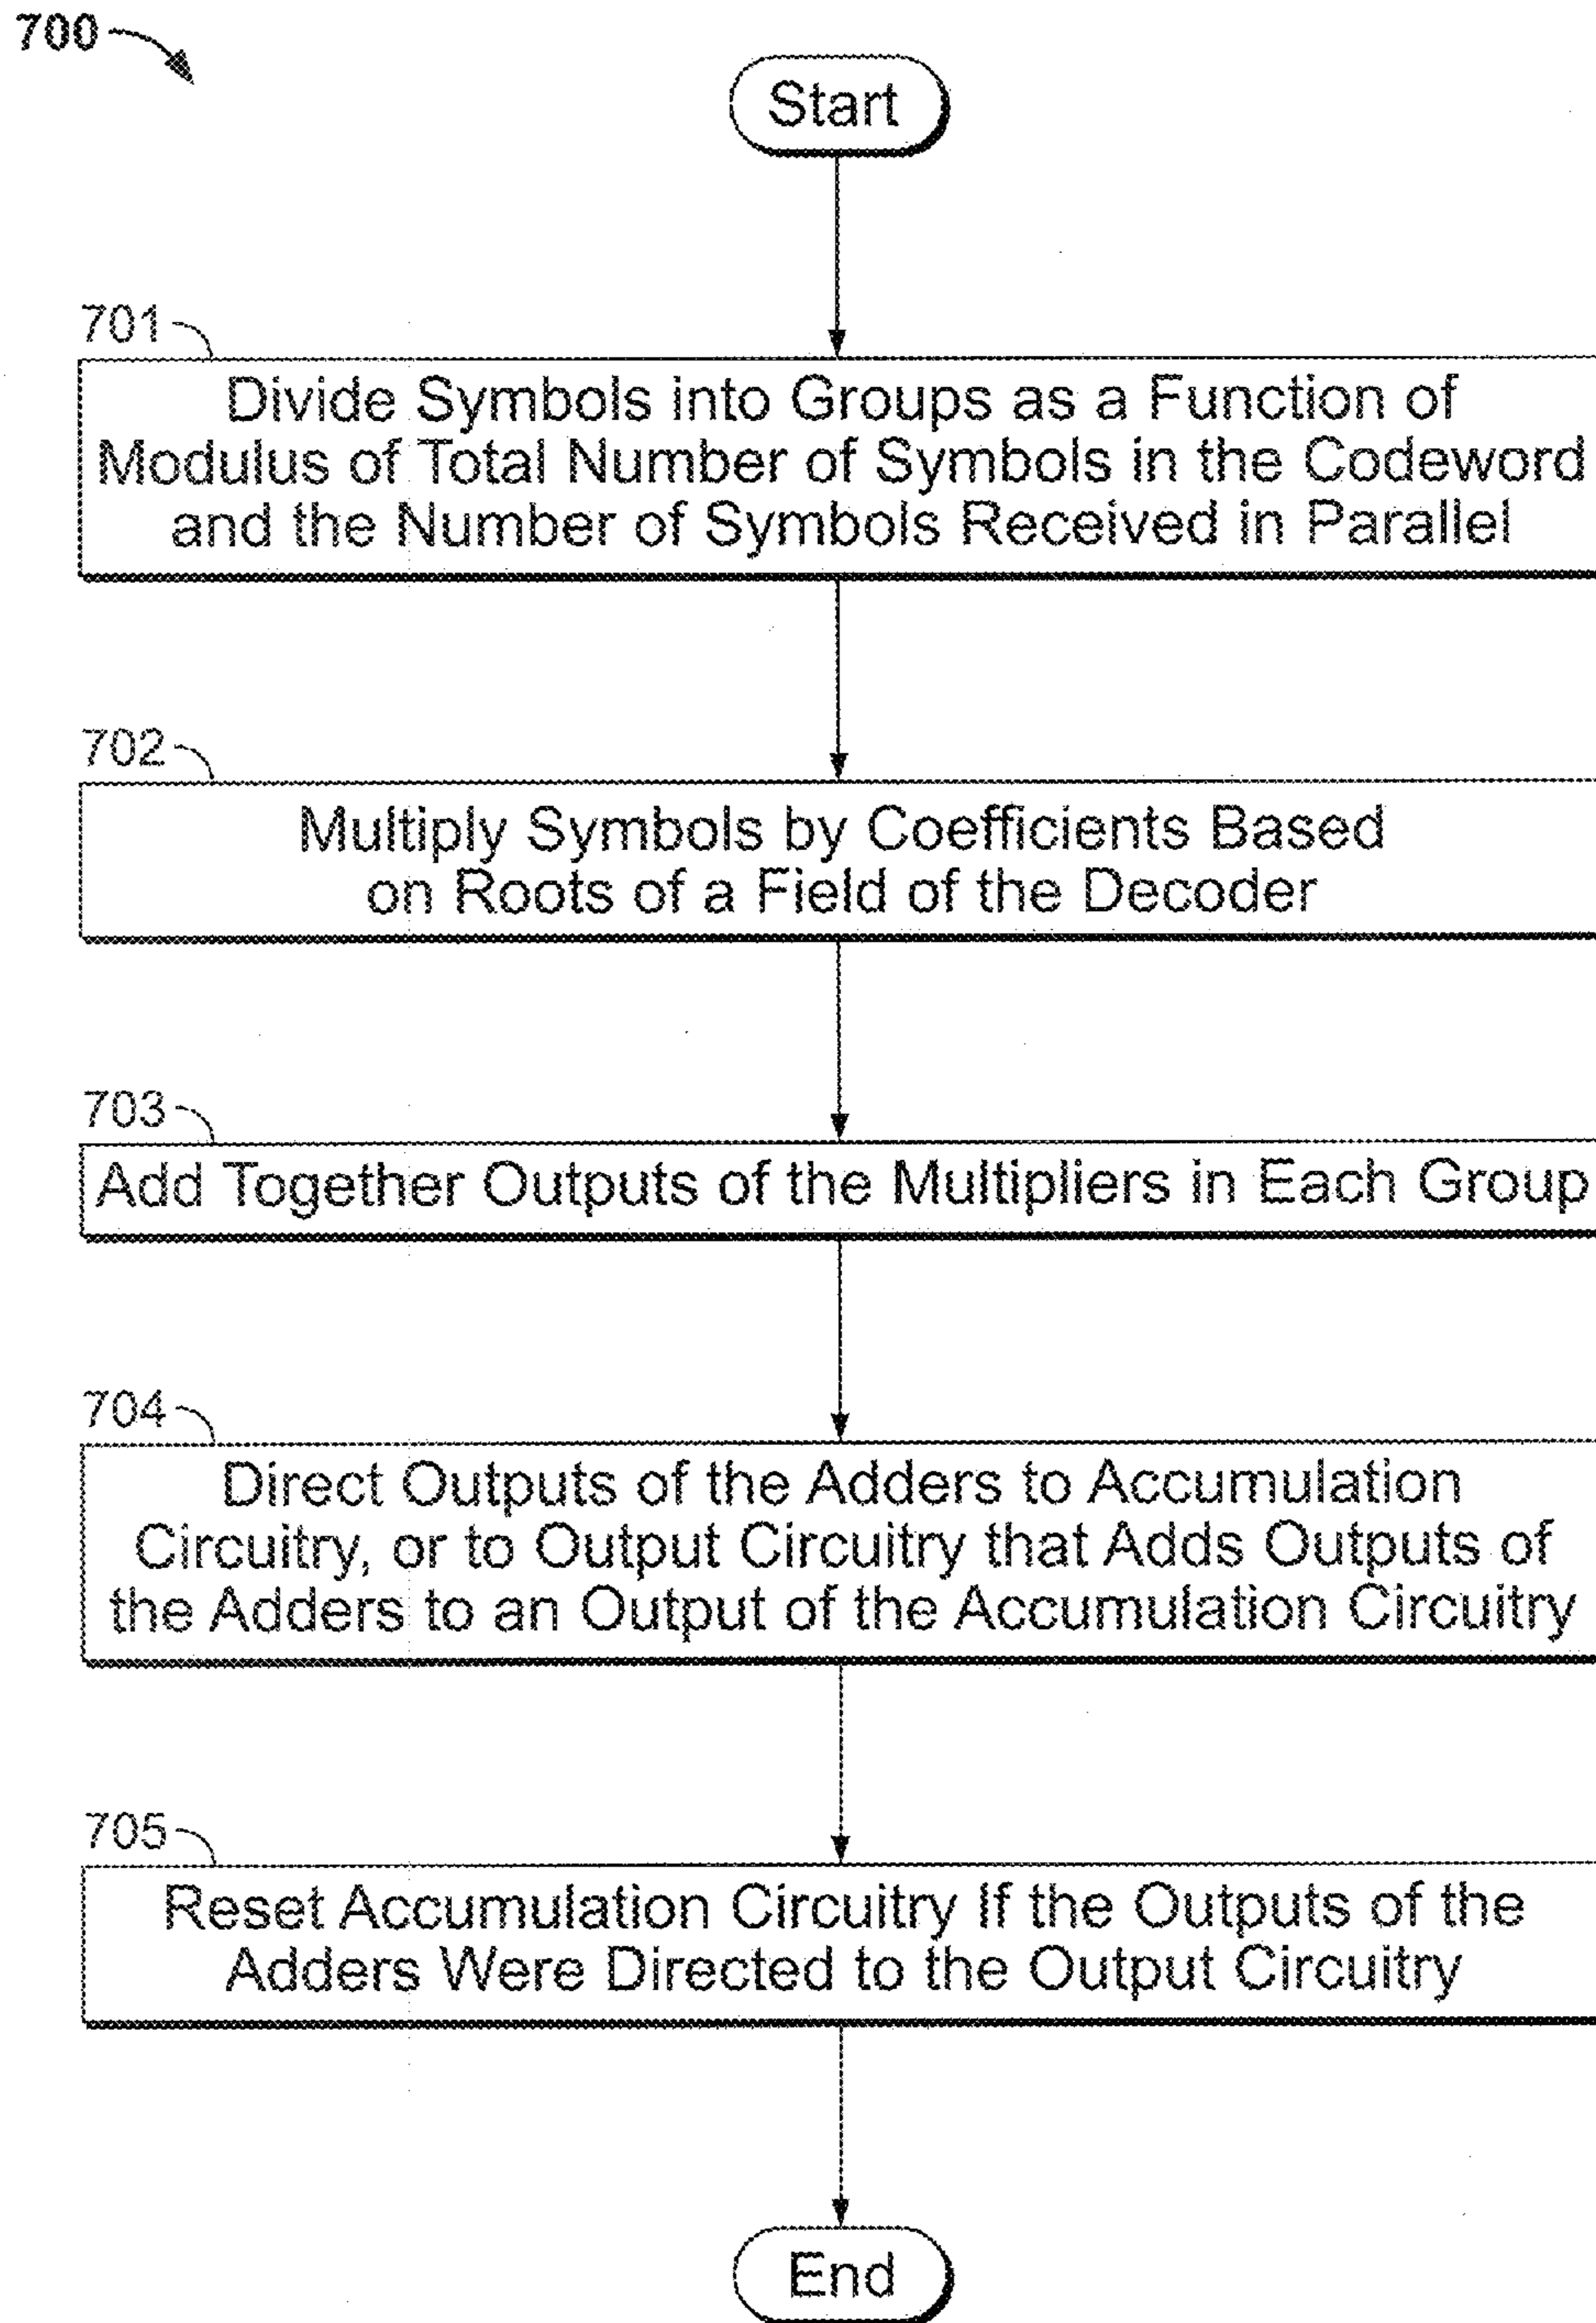 700
Start
701
Divide Symbols into Groups as a Function of
Modulus of Total Number of Symbols in the Codeword
and the Number of Symbols Received in Parallel
702
Multiply Symbols by Coefficients Based
on Roots of a Field of the Decoder
703
Add Together Outputs of the Multipliers in Each Group
704
Direct Outputs of the Adders to Accumulation
Circuitry, or to Output Circuitry that Adds Outputs of
the Adders to an Output of the Accumulation Circuitry
705
Reset Accumulation Circuitry If the Outputs of the
Adders Were Directed to the Output Circuitry
End